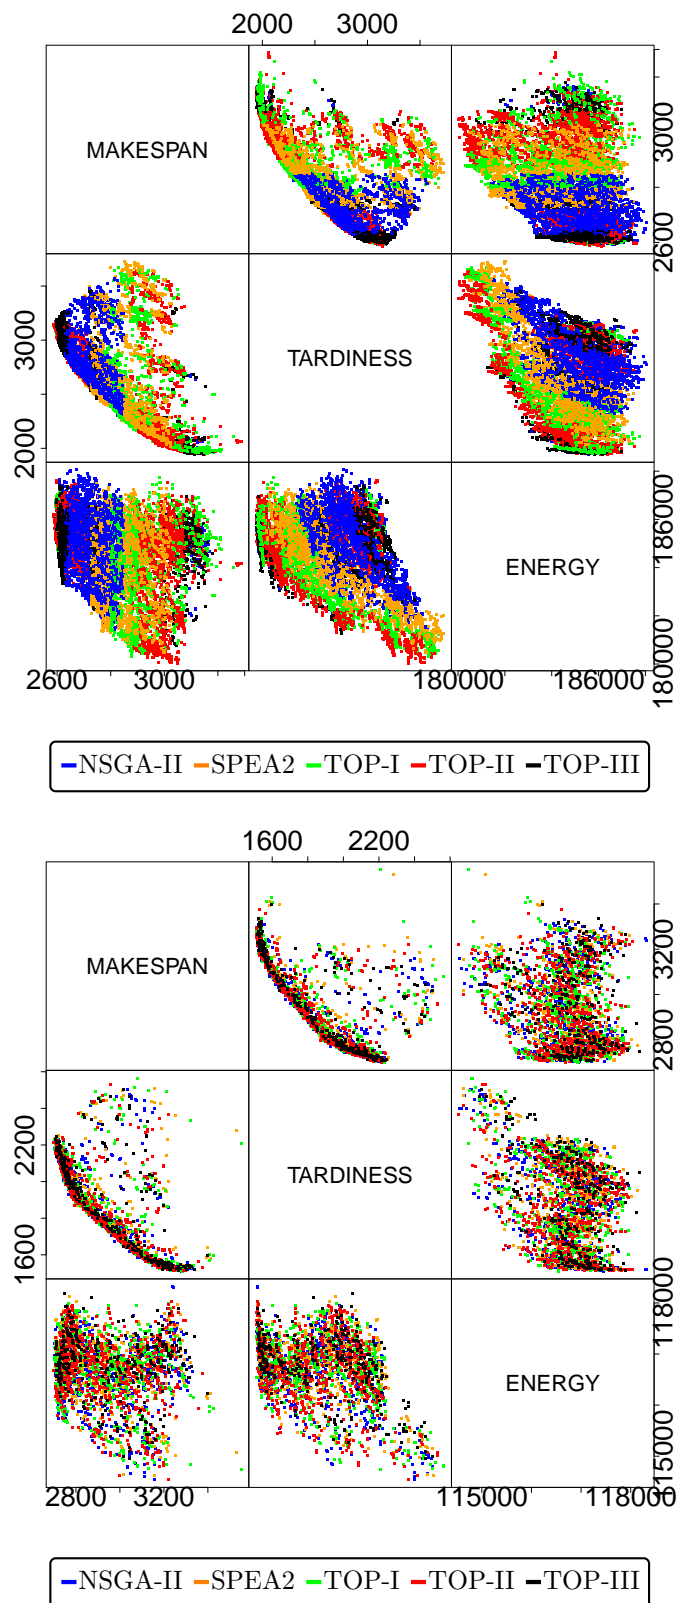 2000 3000
MAKESPAN
3000
2600
TARDINESS
3000
2000
ENERGY
186000
180000
2600 3000
180000 186000
NSGA-II SPEA2 TOP-I TOP-II TOP-III
1600 2200
MAKESPAN
3200
2800
TARDINESS
2200
1600
ENERGY
118000
115000
2800 3200
115000 118000
NSGA-II SPEA2 TOP-I TOP-II TOP-III